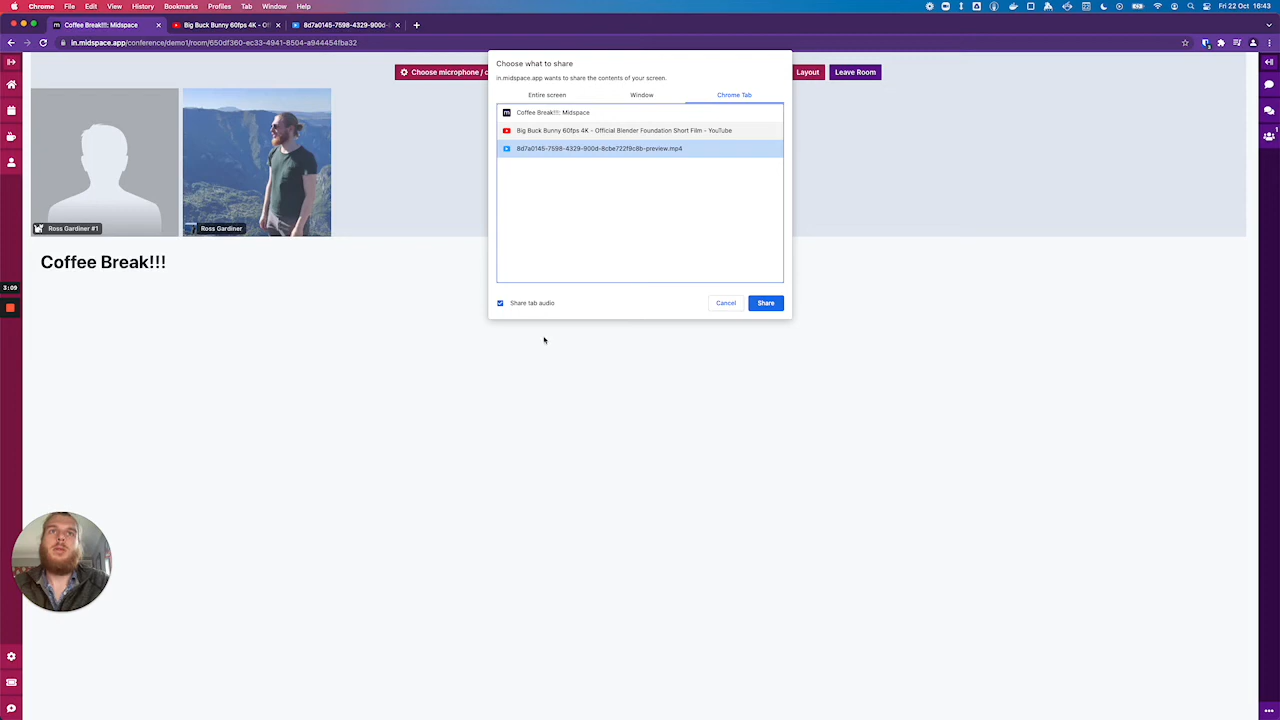 Chrome File Edit View History Bookmarks Profiles Tab Window Help Fri 22 Oct 16:43
Coffee Break!!!: Midspace Big Buck Bunny 60fps 4K - Of 8d7a0145-7598-4329-900d-
in.midspace.app/conference/demo1/room/650df360-ec33-4941-8504-a944454fba32
Choose what to share
Choose microphone / c Layout Leave Room
in.midspace.app wants to share the contents of your screen.
Entire screen Window Chrome Tab
Coffee Break!!!: Midspace
Big Buck Bunny 60fps 4K - Official Blender Foundation Short Film - YouTube
8d7a0145-7598-4329-900d-8cbe722f9c8b-preview.mp4
Ross Gardiner #1 Ross Gardiner
Coffee Break!!!
3:09
Share tab audio Cancel Share